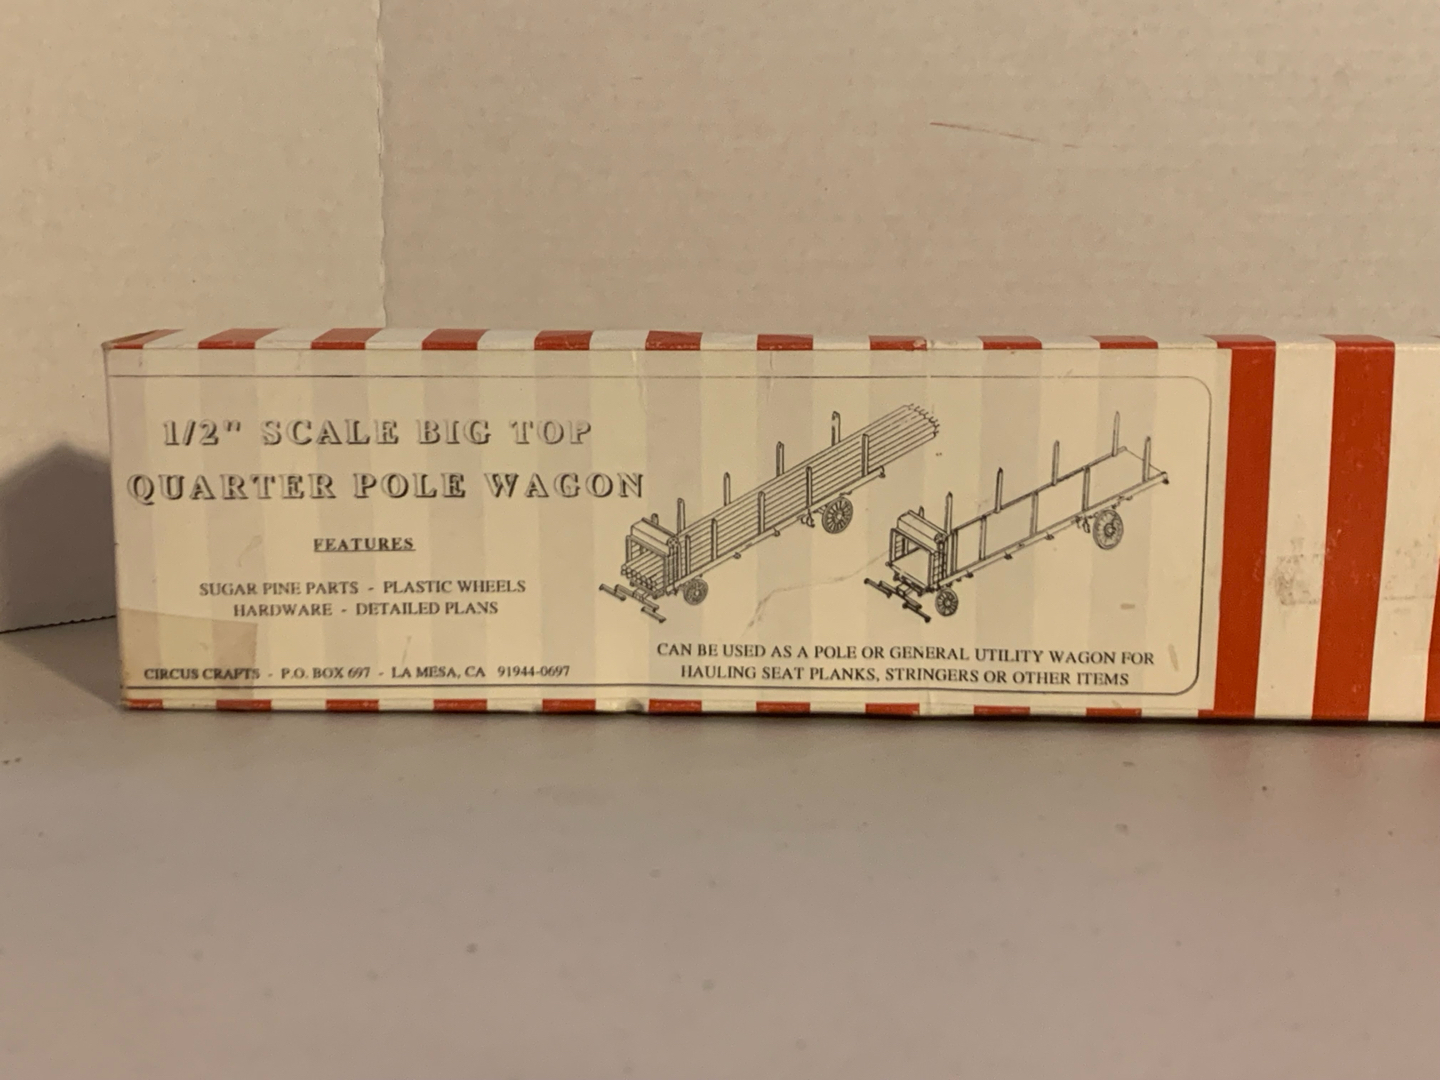 1/2" SCALE BIG TOP
QUARTER POLE WAGON
FEATURES
SUGAR PINE PARTS - PLASTIC WHEELS
HARDWARE - DETAILED PLANS
CIRCUS CRAFTS - P.O. BOX 697 - LA MESA, CA 91944-0697
CAN BE USED AS A POLE OR GENERAL UTILITY WAGON FOR
HAULING SEAT PLANKS, STRINGERS OR OTHER ITEMS